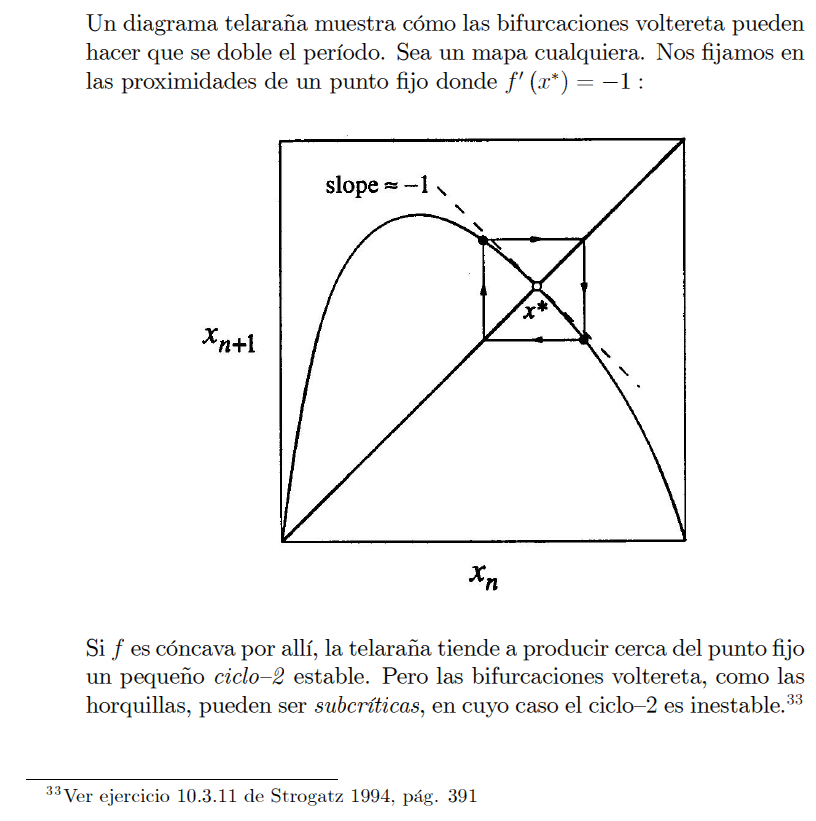 Un diagrama telaraña muestra cómo las bifurcaciones voltereta pueden
hacer que se doble el período. Sea un mapa cualquiera. Nos fijamos en
las proximidades de un punto fijo donde f′ (x*) = −1 :
slope ≈ −1
x*
xₙ₊₁
xₙ
Si f es cóncava por allí, la telaraña tiende a producir cerca del punto fijo
un pequeño ciclo–2 estable. Pero las bifurcaciones voltereta, como las
horquillas, pueden ser subcríticas, en cuyo caso el ciclo–2 es inestable.³³
³³Ver ejercicio 10.3.11 de Strogatz 1994, pág. 391